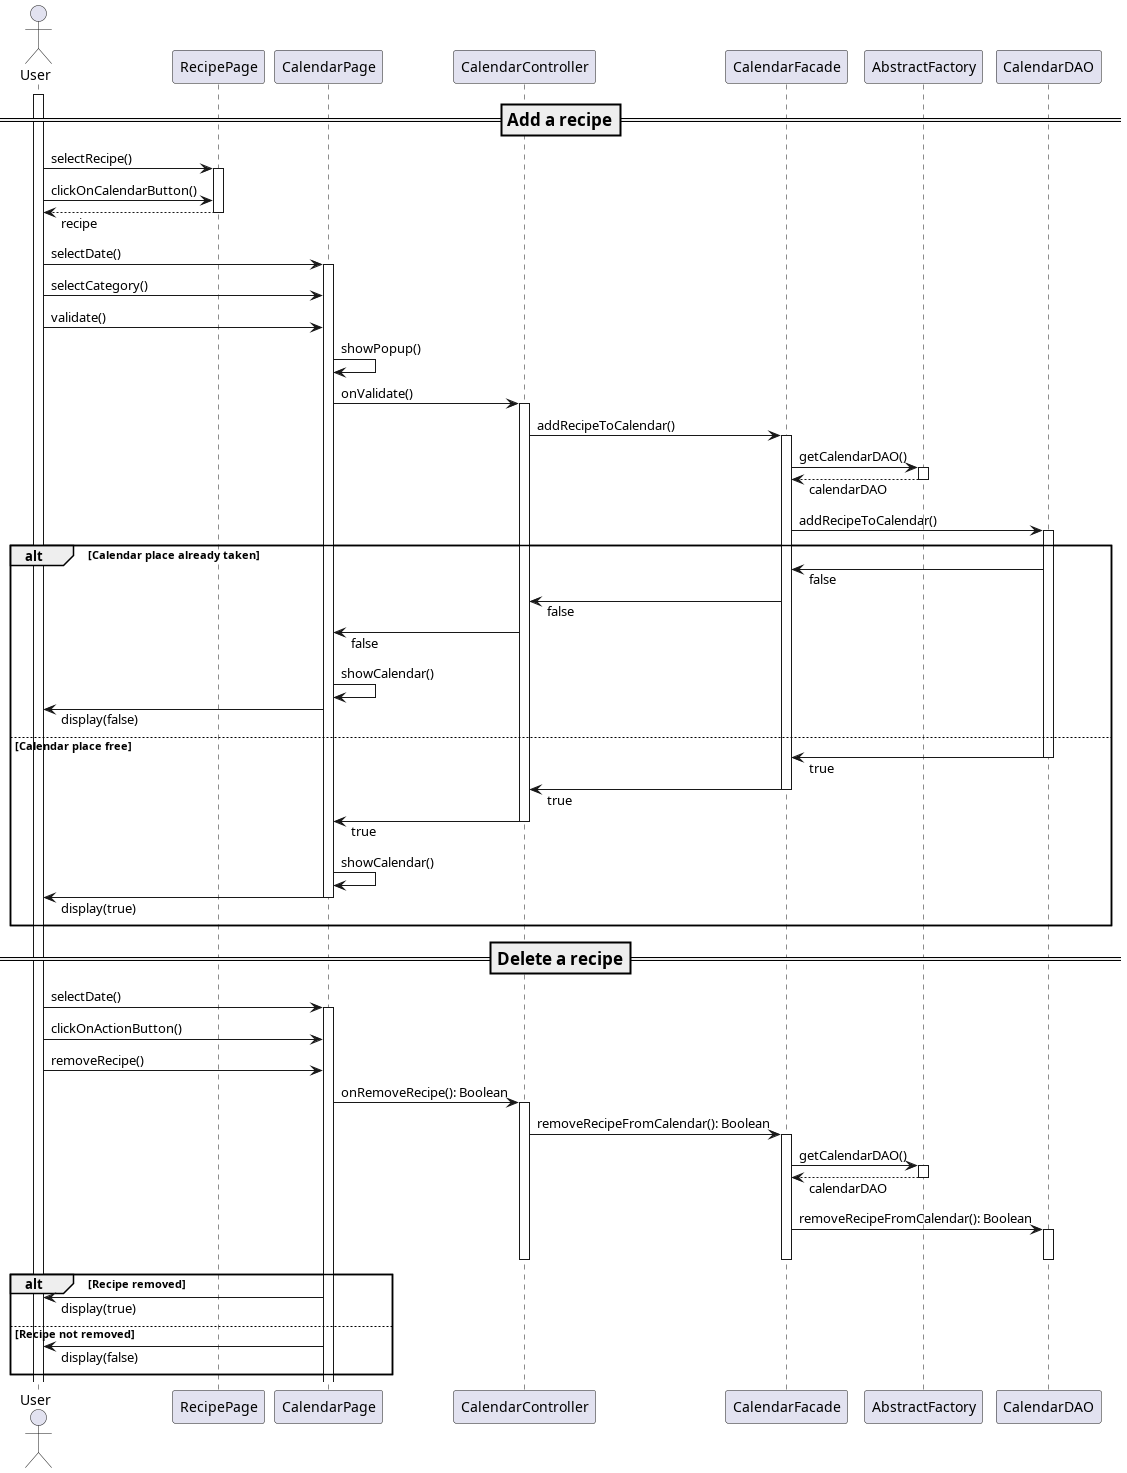 User
RecipePage
CalendarPage
CalendarController
CalendarFacade
AbstractFactory
CalendarDAO
Add a recipe
selectRecipe()
clickOnCalendarButton()
recipe
selectDate()
selectCategory()
validate()
showPopup()
onValidate()
addRecipeToCalendar()
getCalendarDAO()
calendarDAO
addRecipeToCalendar()
alt
[Calendar place already taken]
false
false
false
showCalendar()
display(false)
[Calendar place free]
true
true
true
showCalendar()
display(true)
Delete a recipe
selectDate()
clickOnActionButton()
removeRecipe()
onRemoveRecipe(): Boolean
removeRecipeFromCalendar(): Boolean
getCalendarDAO()
calendarDAO
removeRecipeFromCalendar(): Boolean
alt
[Recipe removed]
display(true)
[Recipe not removed]
display(false)
User
RecipePage
CalendarPage
CalendarController
CalendarFacade
AbstractFactory
CalendarDAO